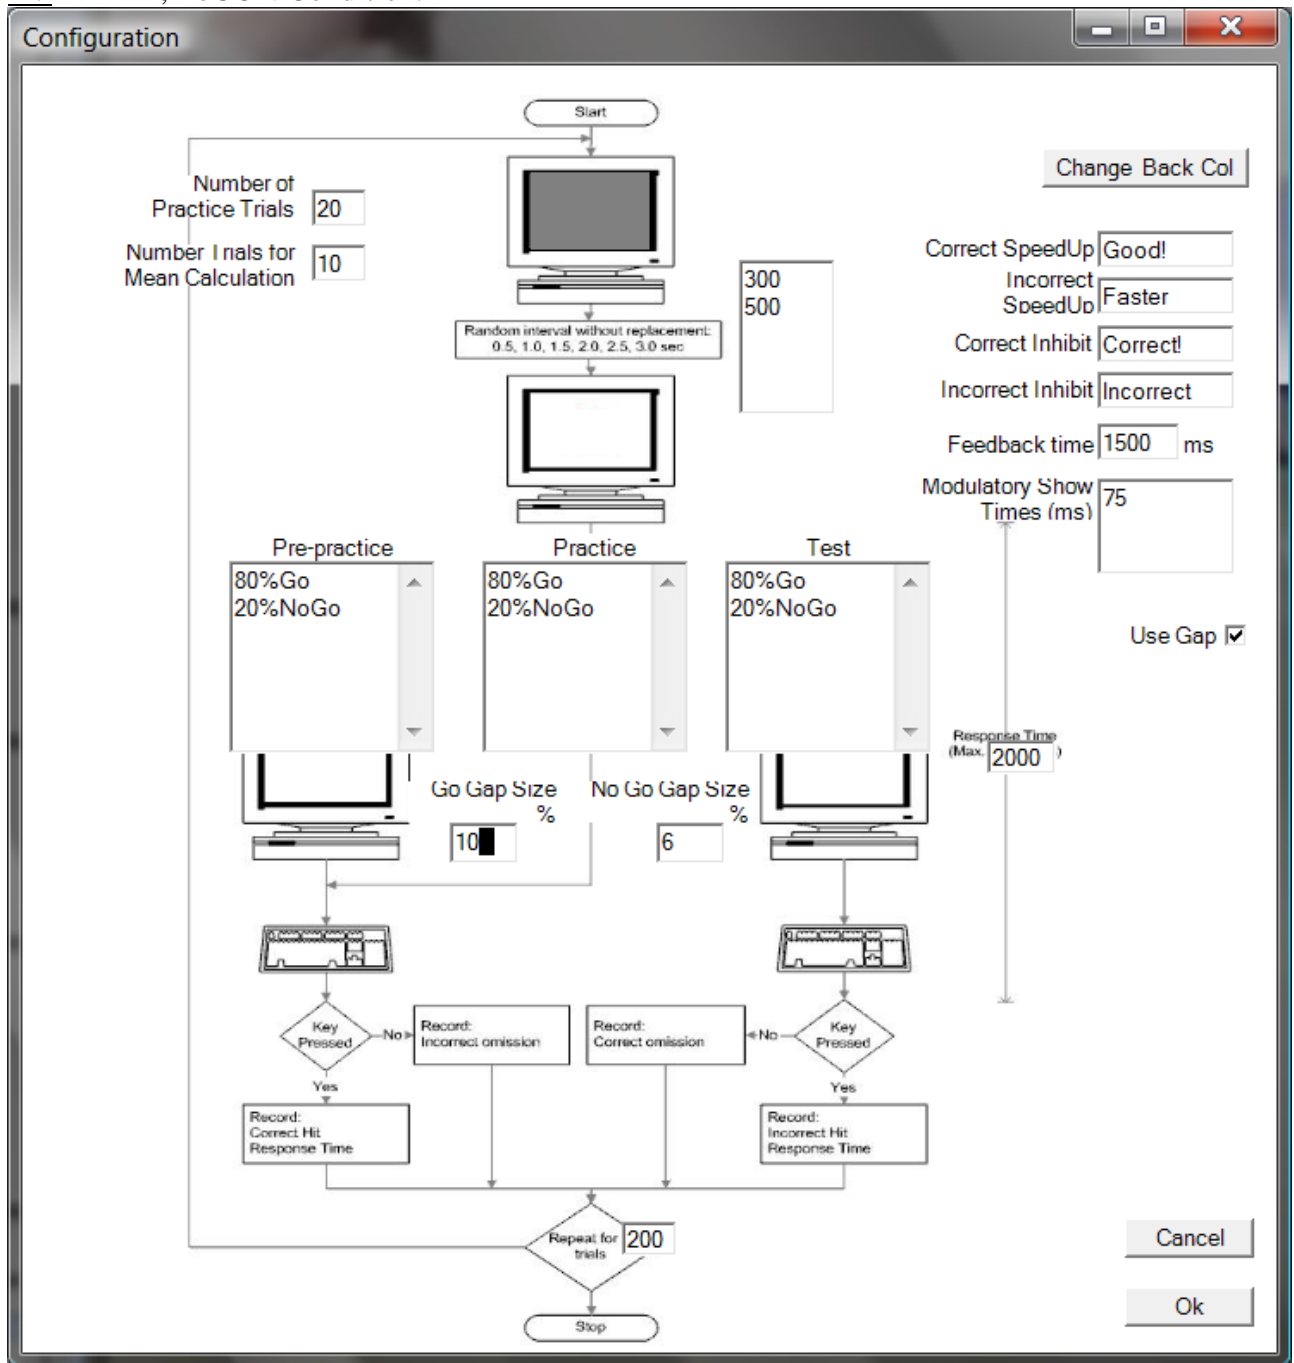 Configuration
Start
Change Back Col
Number of
Practice Trials
20
Number Trials for
Mean Calculation
10
Correct SpeedUp
Good!
Incorrect
SpeedUp
Faster
300
500
Random interval without replacement:
0.5, 1.0, 1.5, 2.0, 2.5, 3.0 sec
Correct Inhibit
Correct!
Incorrect Inhibit
Incorrect
Feedback time
1500
ms
Modulatory Show
Times (ms)
75
Pre-practice
Practice
Test
80%Go
20%NoGo
80%Go
20%NoGo
80%Go
20%NoGo
Use Gap
Response Time
(Max. 2000 )
Go Gap Size
%
No Go Gap Size
%
10
6
Key
Pressed
No
Record:
Incorrect omission
Record:
Correct omission
No
Key
Pressed
Yes
Yes
Record:
Correct Hit
Response Time
Record:
Incorrect Hit
Response Time
Repeat for
trials
200
Cancel
Ok
Stop